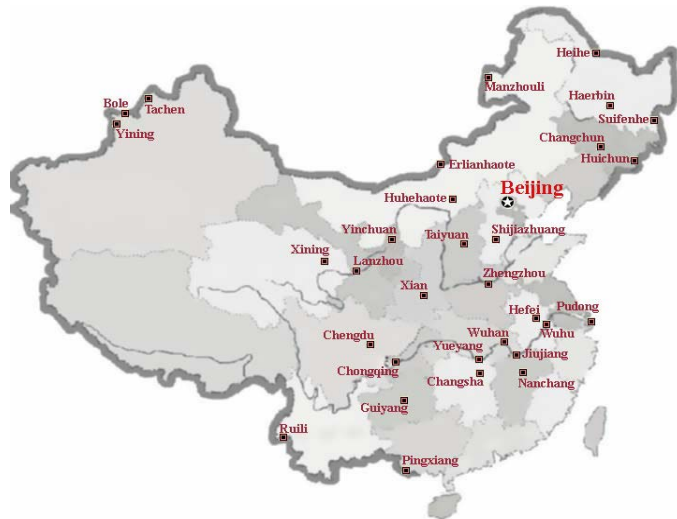 Heihe
Manzhouli
Haerbin
Bole
Tachen
Suifenhe
Yining
Changchun
Huichun
Erlianhaote
Beijing
Huhehaote
Yinchuan
Taiyuan
Shijiazhuang
Xining
Lanzhou
Zhengzhou
Xian
Hefei
Pudong
Wuhu
Chengdu
Wuhan
Yueyang
Jiujiang
Chongqing
Changsha
Nanchang
Guiyang
Ruili
Pingxiang